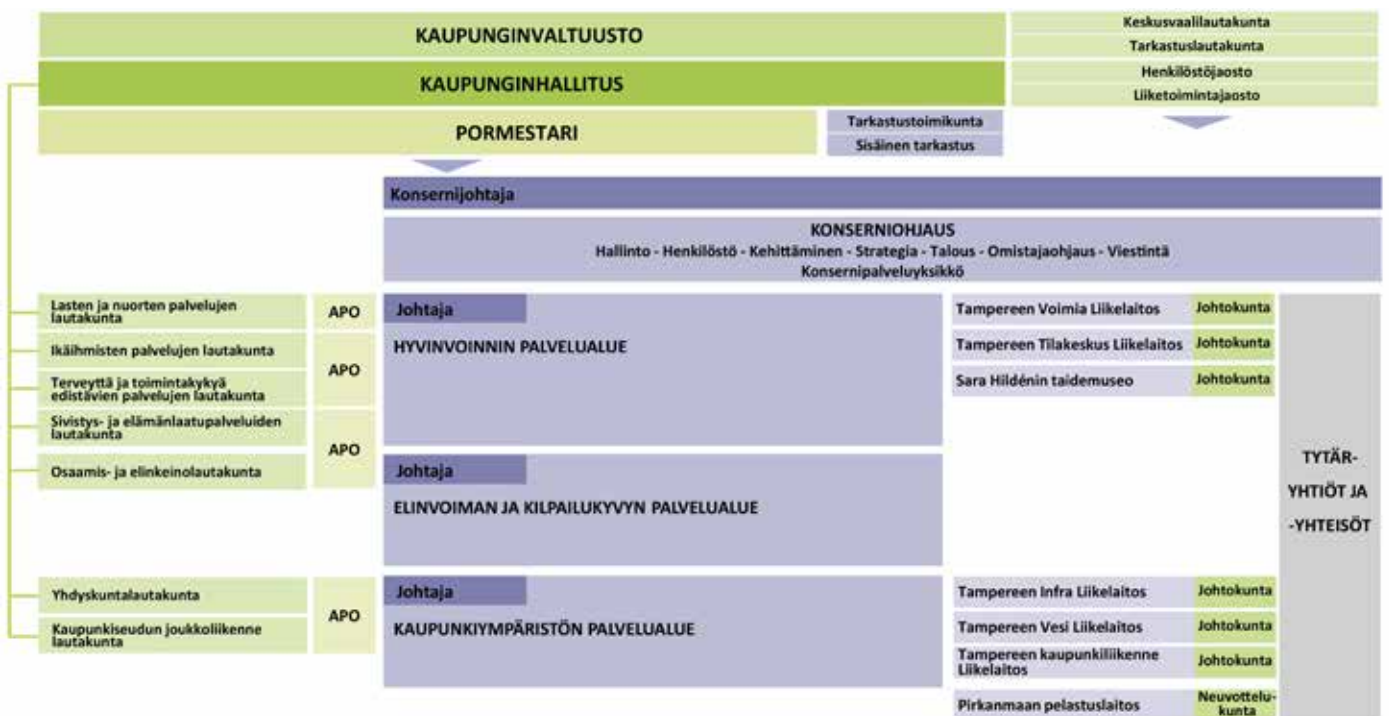 KAUPUNGINVALTUUSTO
Keskusvaalilautakunta
Tarkastuslautakunta
KAUPUNGINHALLITUS
Henkilöstöjaosto
Liiketoimintajaosto
PORMESTARI
Tarkastustoimikunta
Sisäinen tarkastus
Konsernijohtaja
KONSERNIOHJAUS
Hallinto - Henkilöstö - Kehittäminen - Strategia - Talous - Omistajaohjaus - Viestintä
Konsernipalveluyksikkö
Lasten ja nuorten palvelujen
lautakunta
APO
Ikäihmisten palvelujen lautakunta
Terveyttä ja toimintakykyä
edistävien palvelujen lautakunta
APO
Sivistys- ja elämänlaatupalveluiden
lautakunta
Osaamis- ja elinkeinolautakunta
APO
Johtaja
HYVINVOINNIN PALVELUALUE
Johtaja
ELINVOIMAN JA KILPAILUKYVYN PALVELUALUE
Tampereen Voimia Liikelaitos
Johtokunta
Tampereen Tilakeskus Liikelaitos
Johtokunta
Sara Hildénin taidemuseo
Johtokunta
TYTÄR-
YHTIÖT JA
-YHTEISÖT
Yhdyskuntalautakunta
Kaupunkiseudun joukkoliikenne
lautakunta
APO
Johtaja
KAUPUNKIYMPÄRISTÖN PALVELUALUE
Tampereen Infra Liikelaitos
Johtokunta
Tampereen Vesi Liikelaitos
Johtokunta
Tampereen kaupunkiliikenne
Liikelaitos
Johtokunta
Pirkanmaan pelastuslaitos
Neuvottelu-
kunta